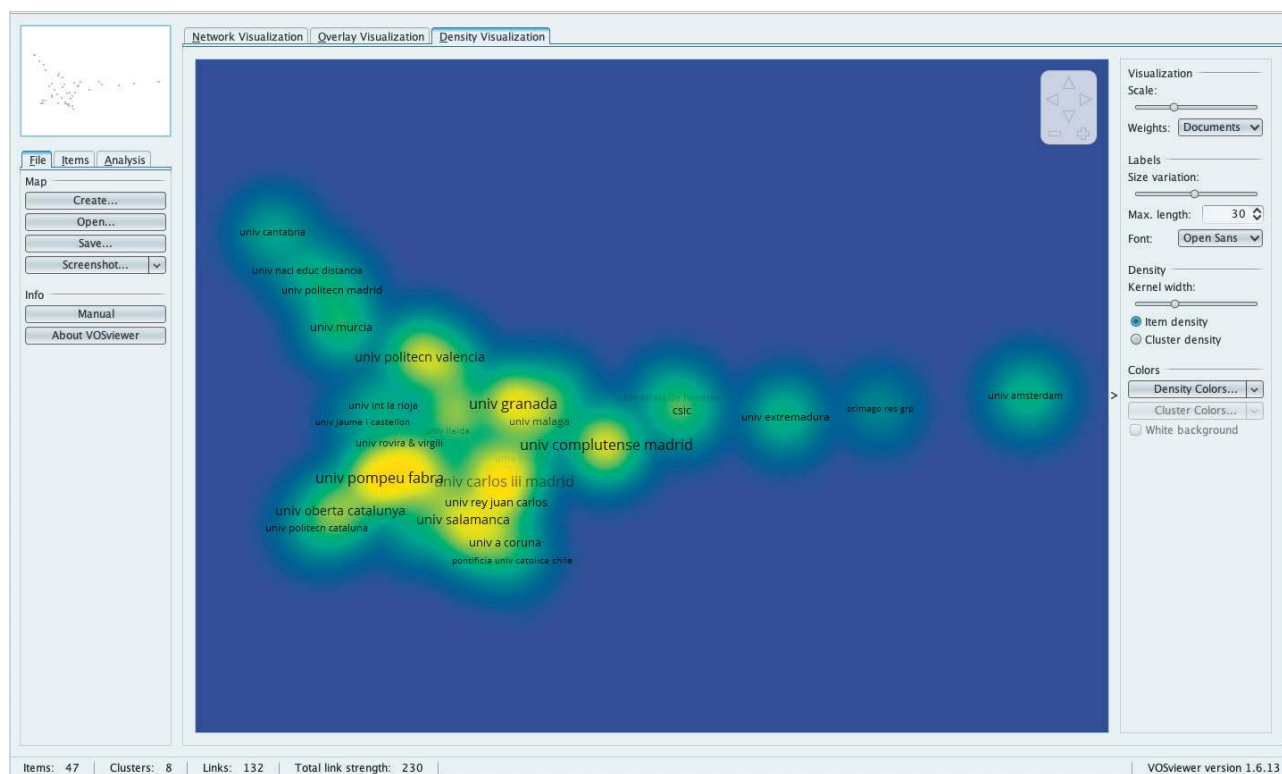 Network Visualization Overlay Visualization Density Visualization
File Items Analysis
Map
Create...
Open...
Save...
Screenshot...
Info
Manual
About VOSviewer
univ cantabria
univ nacl educ distancia
univ politecn madrid
univ murcia
univ politecn valencia
univ int la rioja
univ granada
univ jaume i castellon
univ malaga
univ lleida
univ rovira & virgili
univ complutense madrid
csic
univ extremadura
scimago res grp
univ amsterdam
univ pompeu fabra
univ carlos iii madrid
univ rey juan carlos
univ oberta catalunya
univ salamanca
univ politecn cataluna
univ a coruna
pontificia univ catolica chile
>
Visualization
Scale:
Weights: Documents
Labels
Size variation:
Max. length: 30
Font: Open Sans
Density
Kernel width:
Item density
Cluster density
Colors
Density Colors...
Cluster Colors...
White background
Items: 47 | Clusters: 8 | Links: 132 | Total link strength: 230 | | VOSviewer version 1.6.13